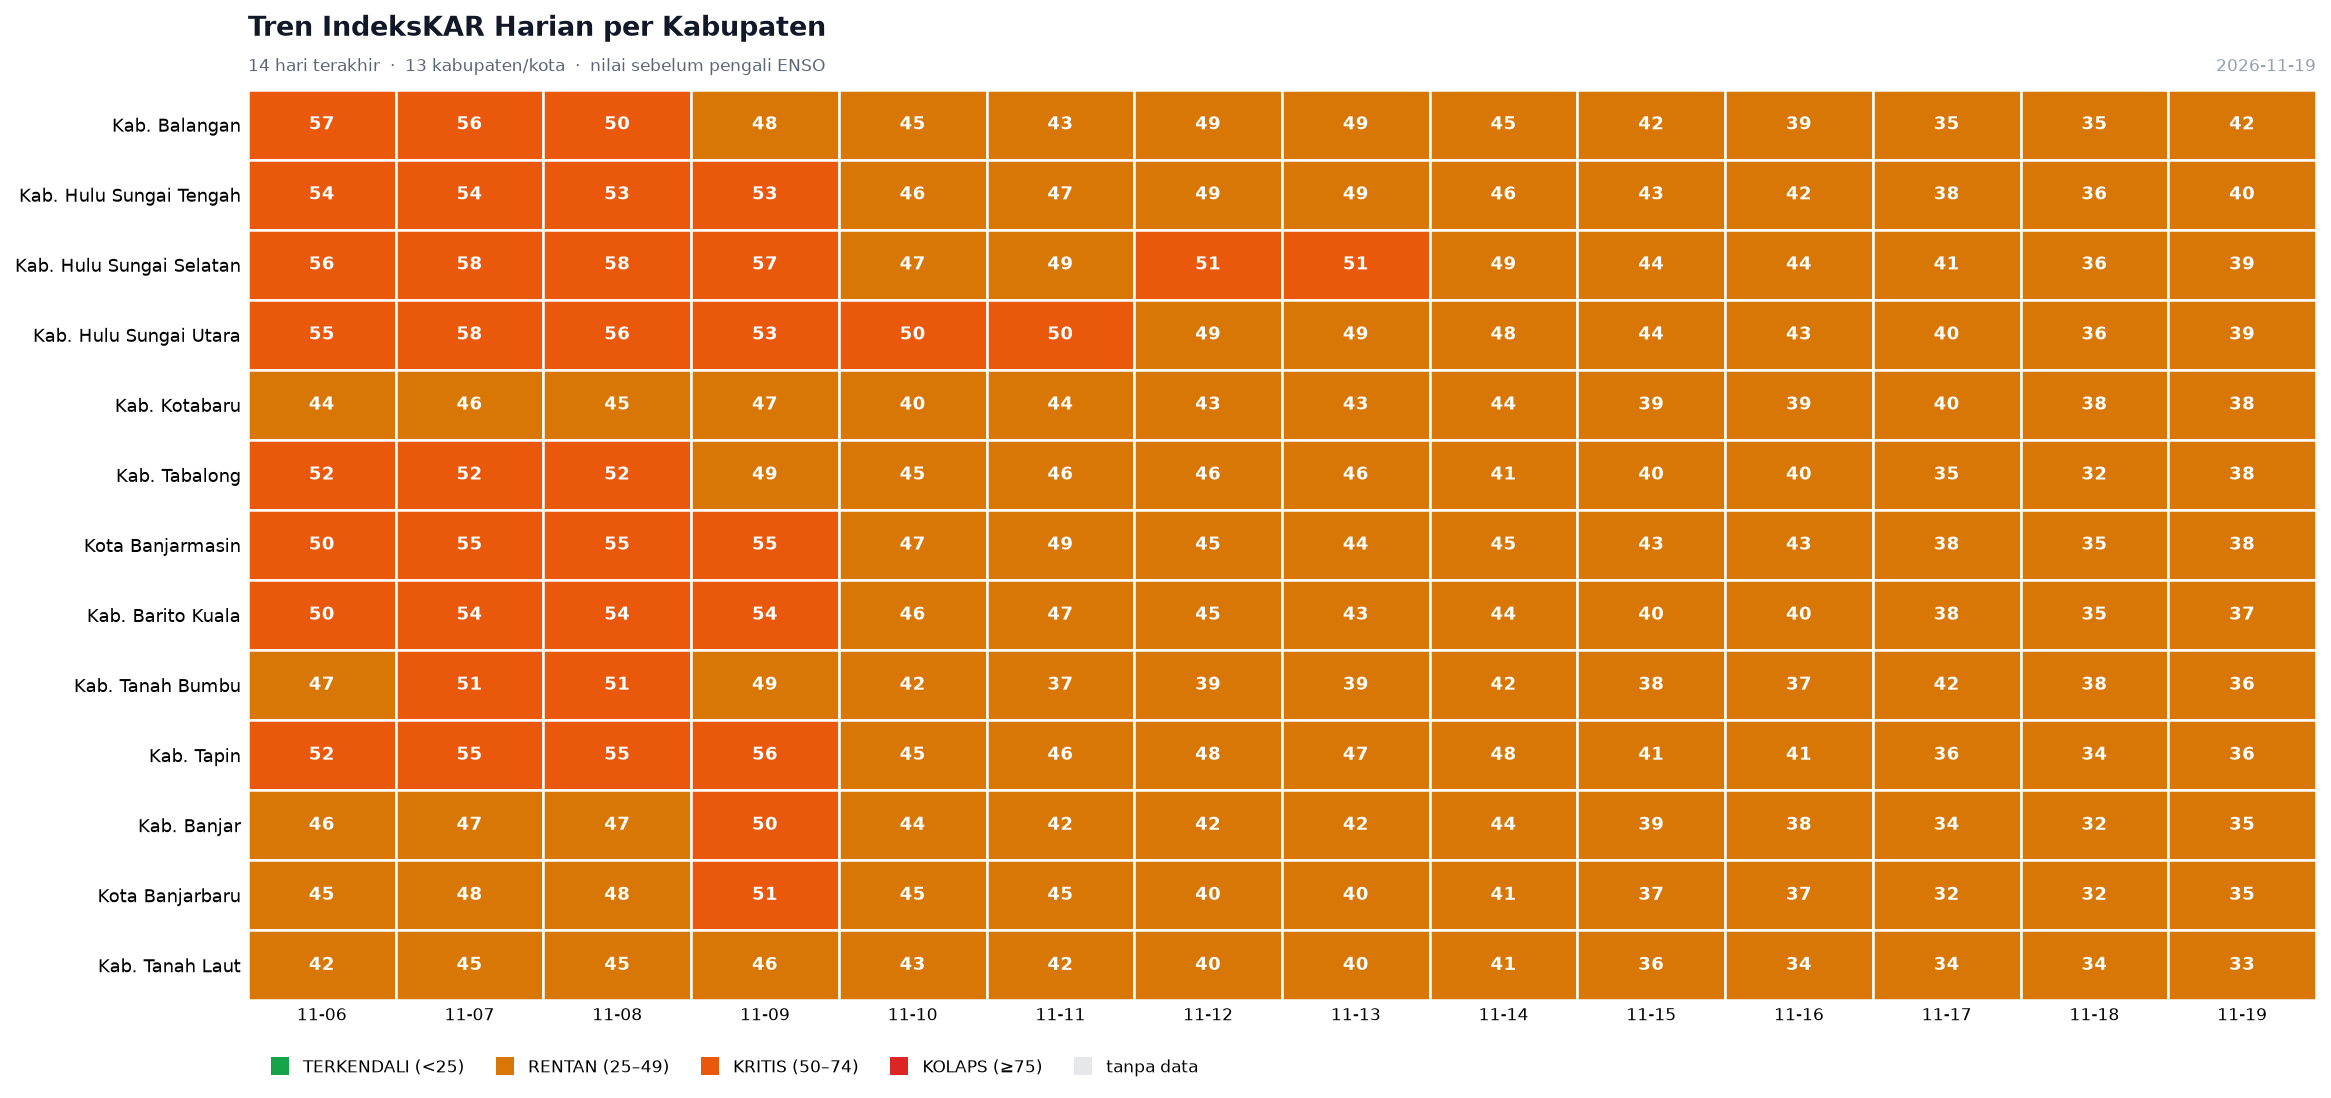 Tren IndeksKAR Harian per Kabupaten
14 hari terakhir · 13 kabupaten/kota · nilai sebelum pengali ENSO 2026-11-19
Kab. Balangan 57 56 50 48 45 43 49 49 45 42 39 35 35 42
Kab. Hulu Sungai Tengah 54 54 53 53 46 47 49 49 46 43 42 38 36 40
Kab. Hulu Sungai Selatan 56 58 58 57 47 49 51 51 49 44 44 41 36 39
Kab. Hulu Sungai Utara 55 58 56 53 50 50 49 49 48 44 43 40 36 39
Kab. Kotabaru 44 46 45 47 40 44 43 43 44 39 39 40 38 38
Kab. Tabalong 52 52 52 49 45 46 46 46 41 40 40 35 32 38
Kota Banjarmasin 50 55 55 55 47 49 45 44 45 43 43 38 35 38
Kab. Barito Kuala 50 54 54 54 46 47 45 43 44 40 40 38 35 37
Kab. Tanah Bumbu 47 51 51 49 42 37 39 39 42 38 37 42 38 36
Kab. Tapin 52 55 55 56 45 46 48 47 48 41 41 36 34 36
Kab. Banjar 46 47 47 50 44 42 42 42 44 39 38 34 32 35
Kota Banjarbaru 45 48 48 51 45 45 40 40 41 37 37 32 32 35
Kab. Tanah Laut 42 45 45 46 43 42 40 40 41 36 34 34 34 33
11-06 11-07 11-08 11-09 11-10 11-11 11-12 11-13 11-14 11-15 11-16 11-17 11-18 11-19
TERKENDALI (<25) RENTAN (25–49) KRITIS (50–74) KOLAPS (≥75) tanpa data